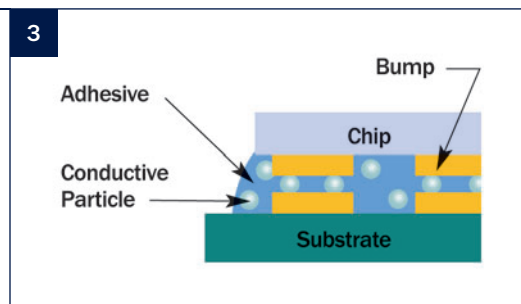 3
Bump
Adhesive
Chip
Conductive
Particle
Substrate